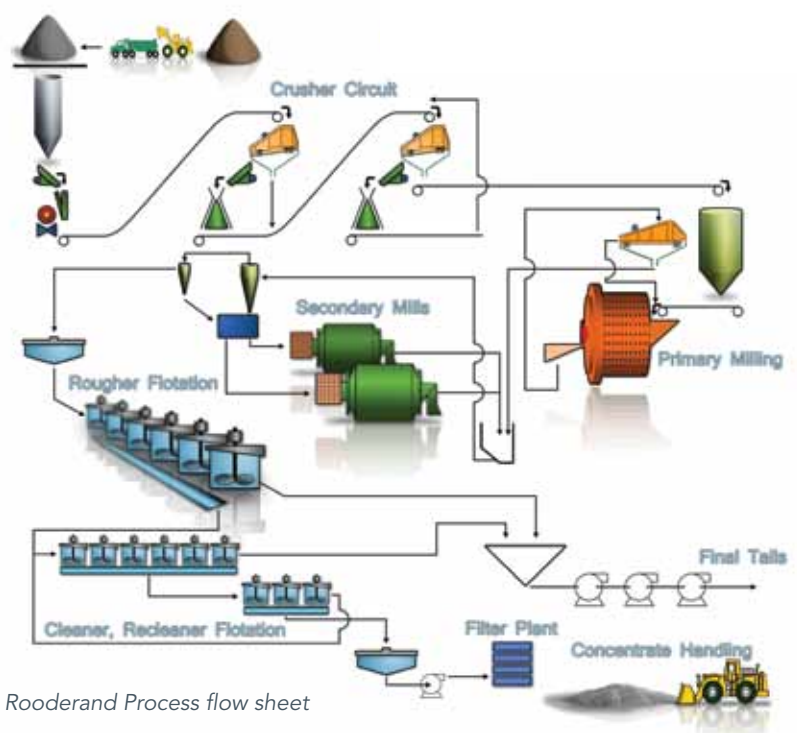 Crusher Circuit
Secondary Mills
Primary Milling
Rougher Flotation
Final Tails
Cleaner, Recleaner Flotation
Filter Plant
Concentrate Handling
Rooderand Process flow sheet